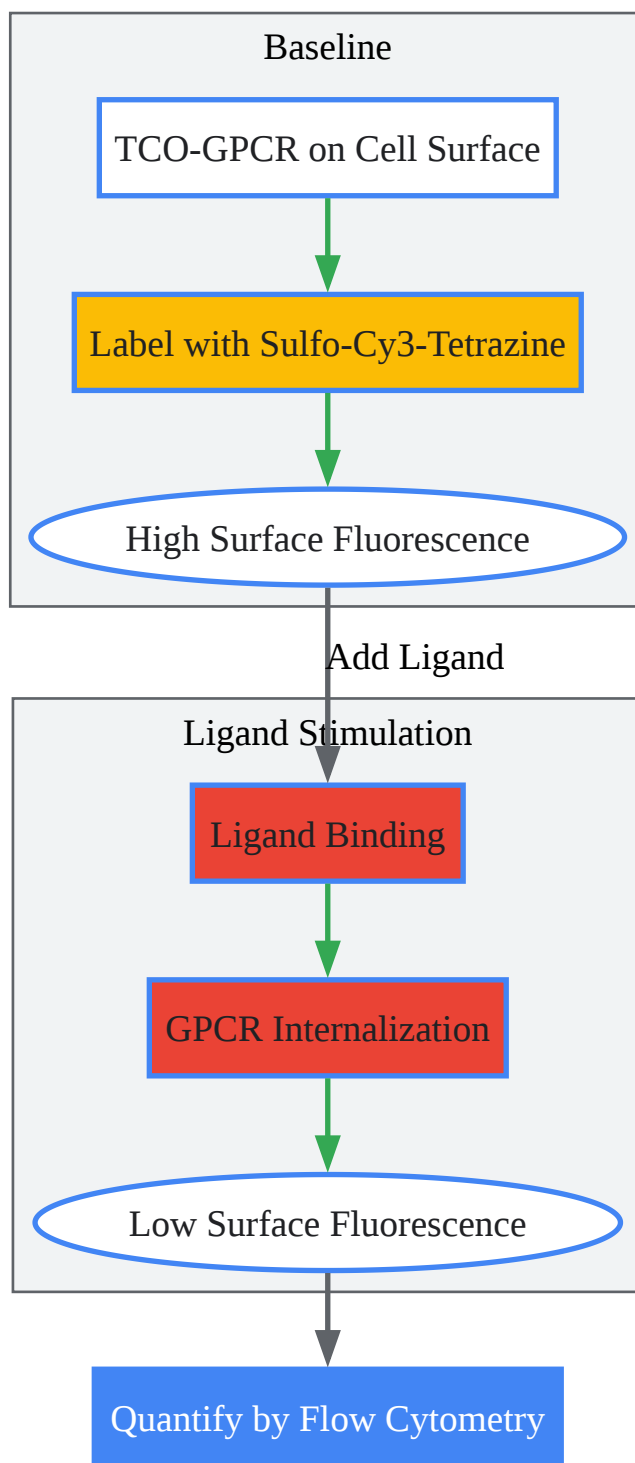 Baseline
TCO-GPCR on Cell Surface
Label with Sulfo-Cy3-Tetrazine
High Surface Fluorescence
Add Ligand
Ligand Stimulation
Ligand Binding
GPCR Internalization
Low Surface Fluorescence
Quantify by Flow Cytometry